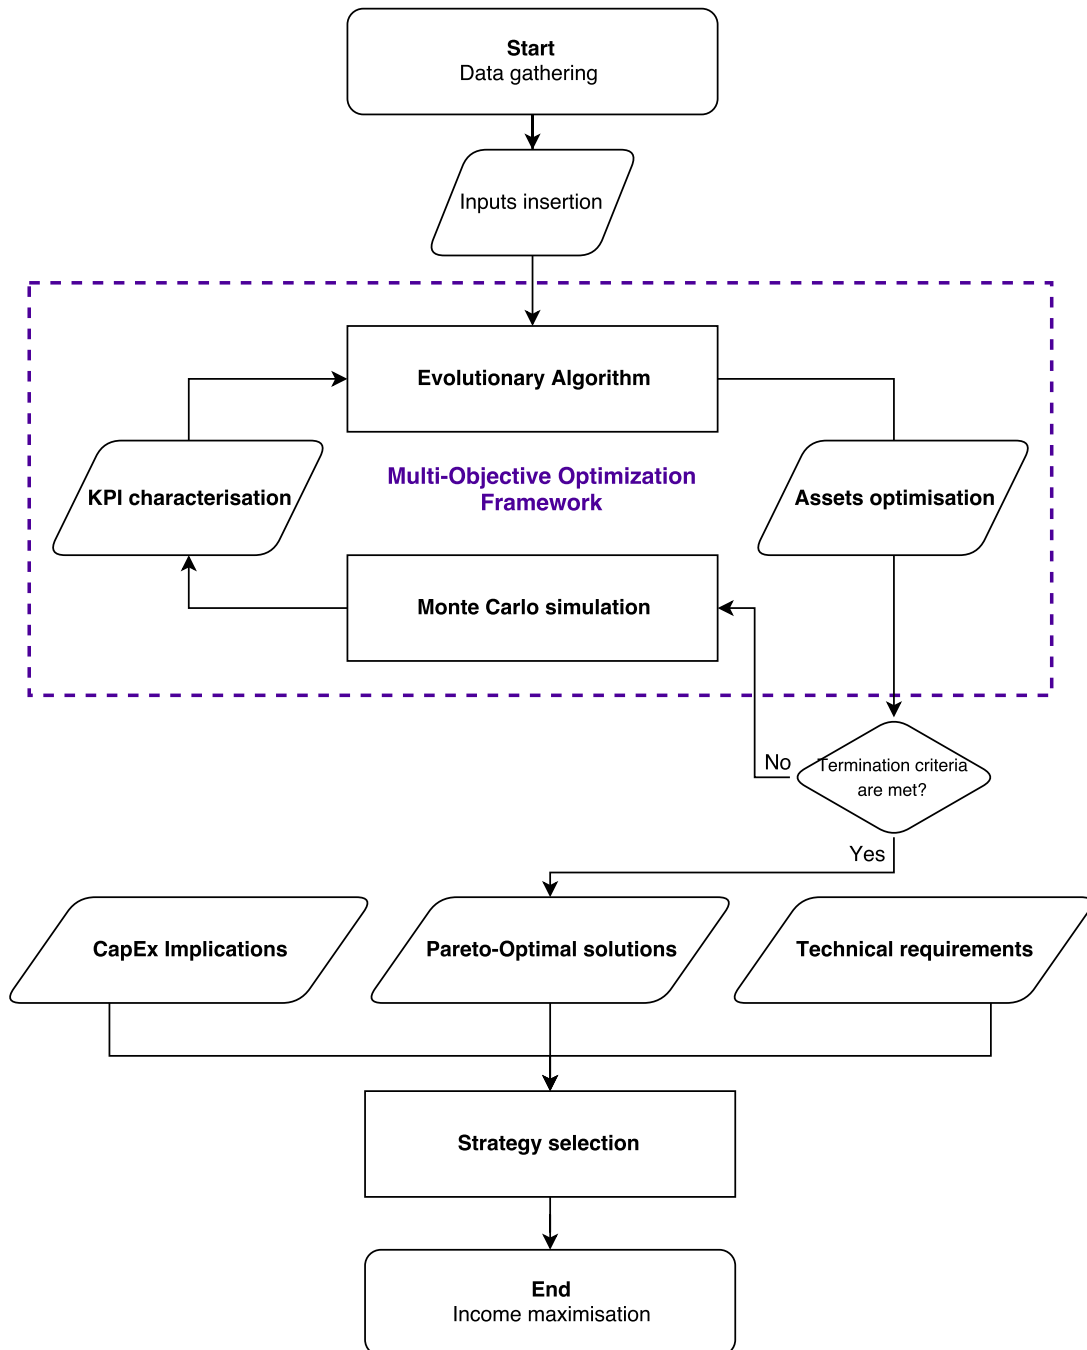 Start
Data gathering
Inputs insertion
Evolutionary Algorithm
Multi-Objective Optimization
Framework
KPI characterisation
Assets optimisation
Monte Carlo simulation
No
Termination criteria
are met?
Yes
CapEx Implications
Pareto-Optimal solutions
Technical requirements
Strategy selection
End
Income maximisation